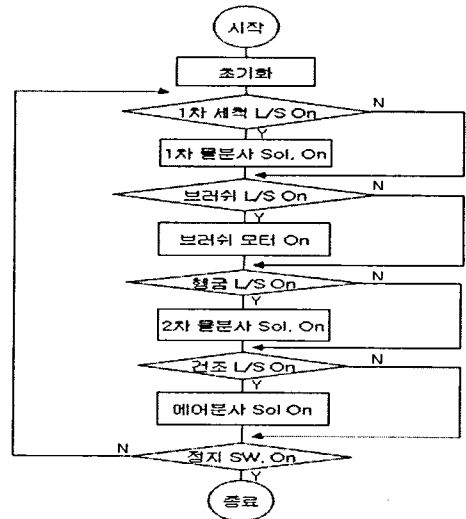 시작
초기화
1차 세척 L/S On
N
Y
1차 물분사 Sol. On
브러쉬 L/S On
N
Y
브러쉬 모터 On
헹굼 L/S On
N
Y
2차 물분사 Sol. On
건조 L/S On
N
Y
에어분사 Sol On
N
정지 SW. On
Y
종료